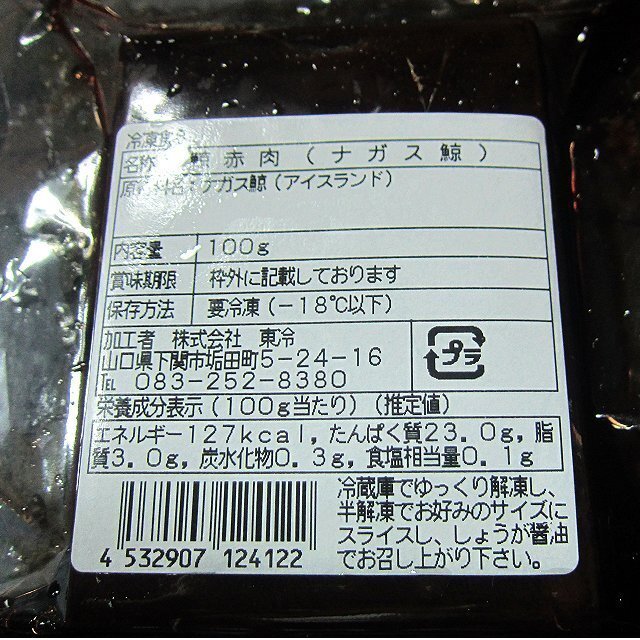 冷凍食品
名称 鯨赤肉(ナガス鯨)
原材料名:ナガス鯨(アイスランド)
内容量 100g
賞味期限 枠外に記載しております
保存方法 要冷凍(-18℃以下)
加工者 株式会社 東冷
山口県下関市垢田町5-24-16
℡ 083-252-8380
プラ
栄養成分表示(100g当たり)(推定値)
エネルギー127kcal, たんぱく質23.0g, 脂
質3.0g, 炭水化物0.3g, 食塩相当量0.1g
冷蔵庫でゆっくり解凍し、
半解凍でお好みのサイズに
スライスし、しょうが醤油
でお召し上がり下さい。
4 532907 124122